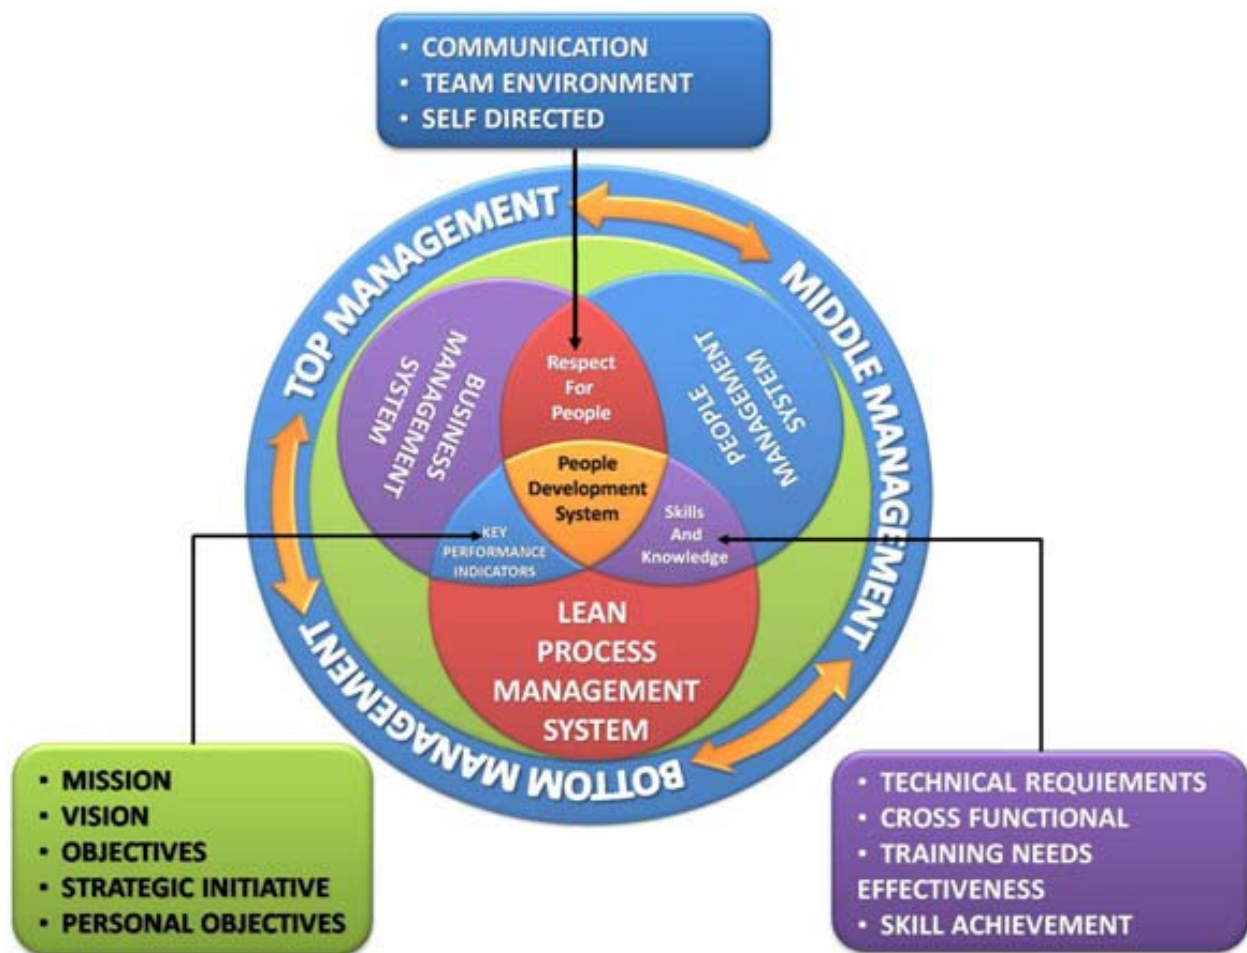 • COMMUNICATION
• TEAM ENVIRONMENT
• SELF DIRECTED
TOP MANAGEMENT
MIDDLE MANAGEMENT
BOTTOM MANAGEMENT
BUSINESS
MANAGEMENT
SYSTEM
PEOPLE
MANAGEMENT
SYSTEM
Respect
For
People
People
Development
System
KEY
PERFORMANCE
INDICATORS
Skills
And
Knowledge
LEAN
PROCESS
MANAGEMENT
SYSTEM
▪ MISSION
▪ VISION
▪ OBJECTIVES
▪ STRATEGIC INITIATIVE
▪ PERSONAL OBJECTIVES
• TECHNICAL REQUIEMENTS
• CROSS FUNCTIONAL
• TRAINING NEEDS
EFFECTIVENESS
• SKILL ACHIEVEMENT